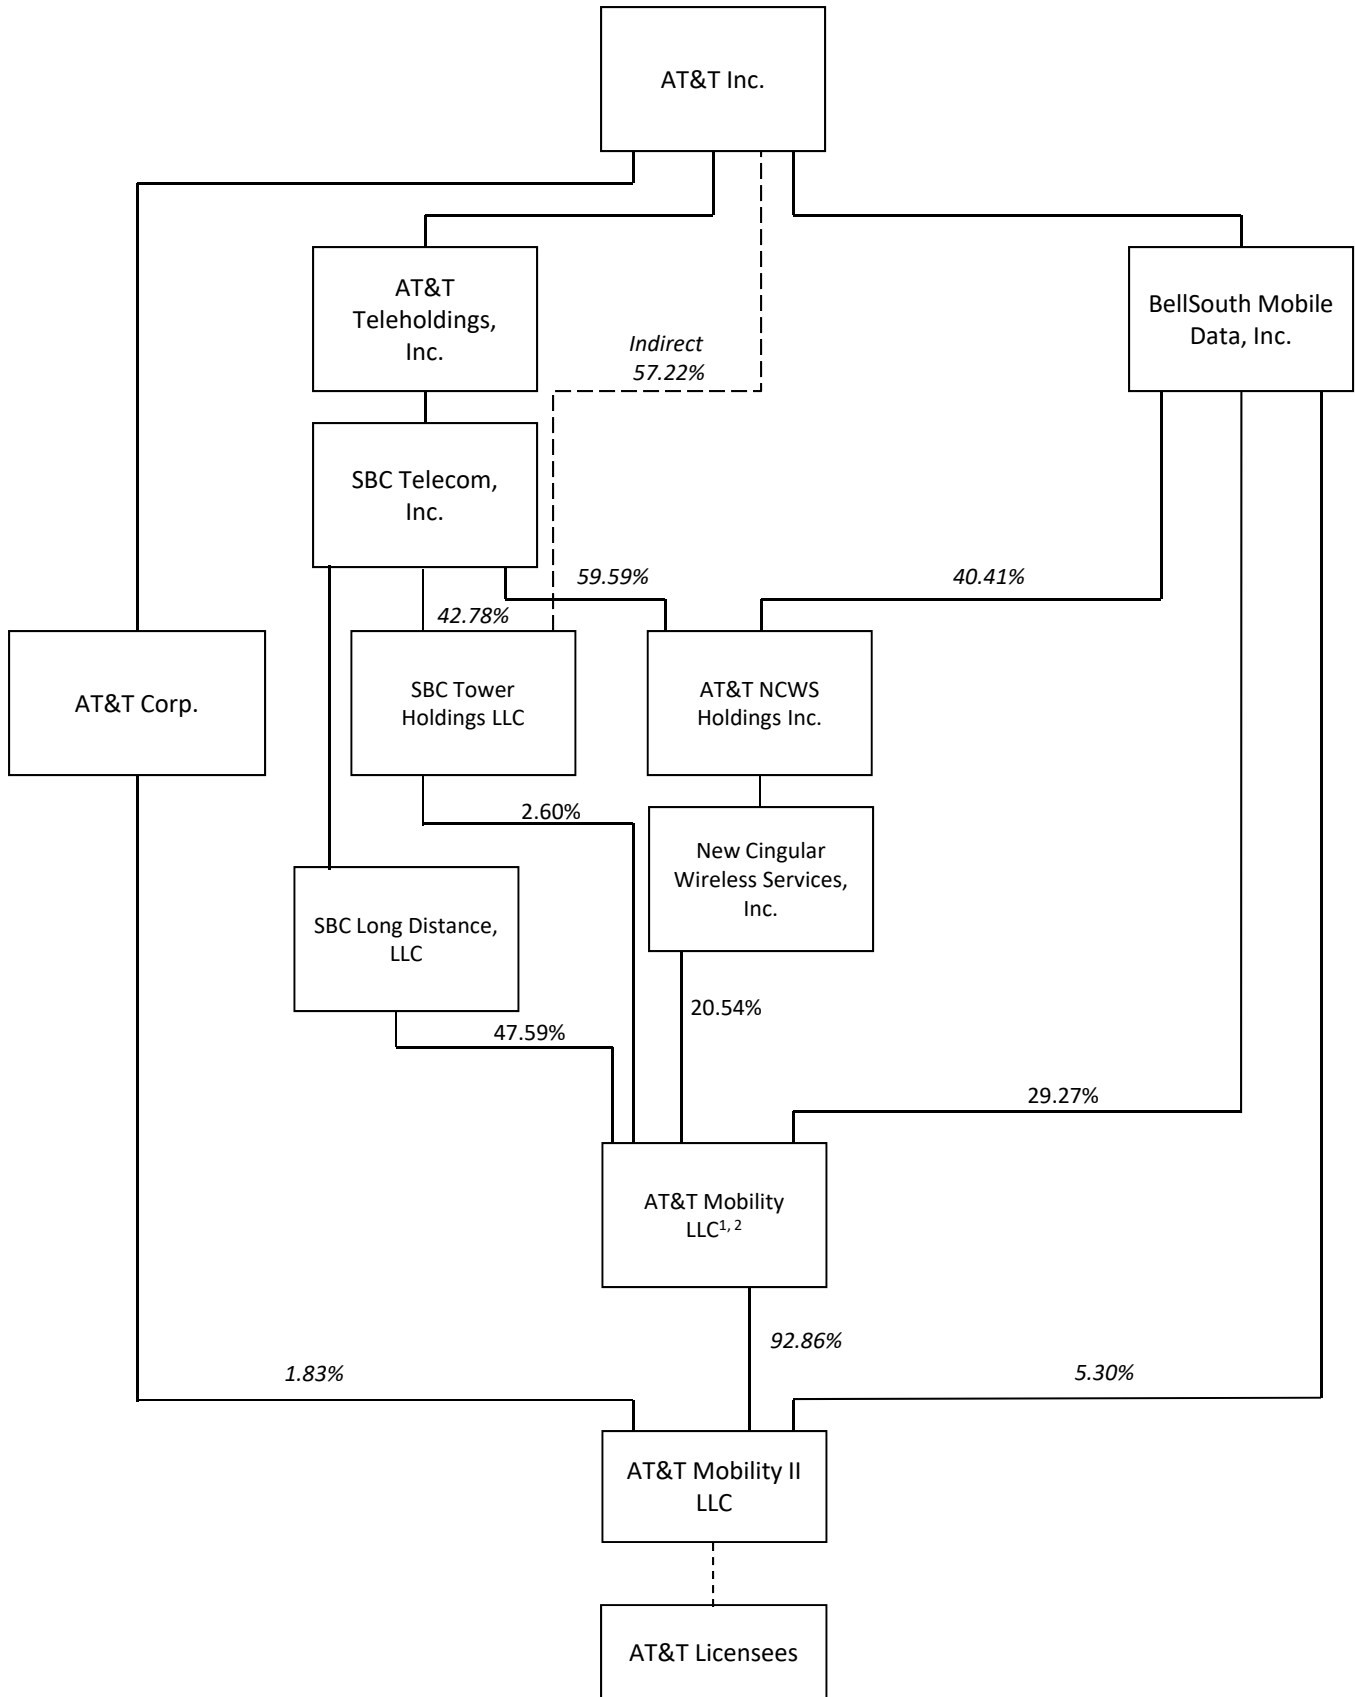 AT&T Inc.
AT&T
Teleholdings,
Inc.
BellSouth Mobile
Data, Inc.
Indirect
57.22%
SBC Telecom,
Inc.
59.59%
40.41%
42.78%
AT&T Corp.
SBC Tower
Holdings LLC
AT&T NCWS
Holdings Inc.
2.60%
New Cingular
Wireless Services,
Inc.
SBC Long Distance,
LLC
20.54%
47.59%
29.27%
AT&T Mobility
LLC1, 2
92.86%
1.83%
5.30%
AT&T Mobility II
LLC
AT&T Licensees